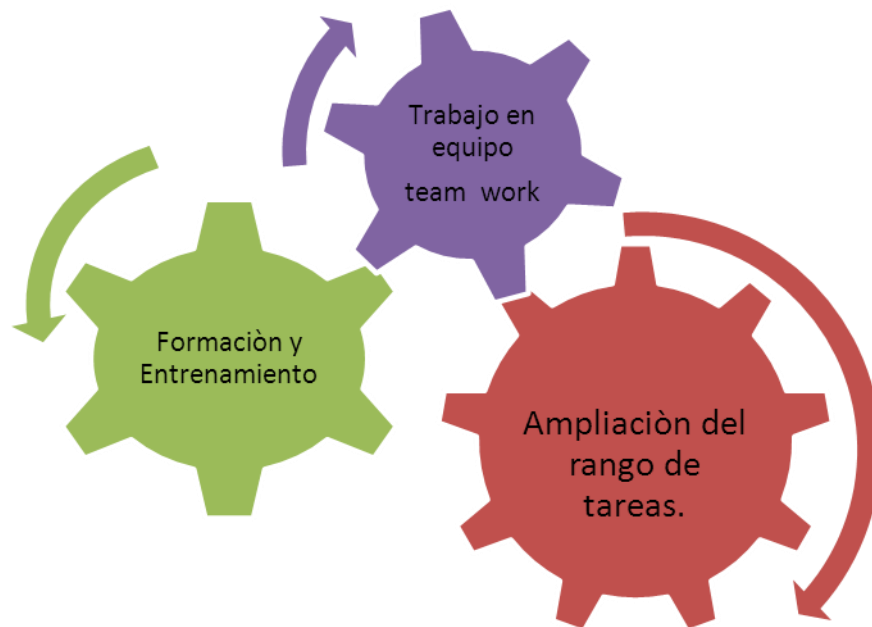 Trabajo en
equipo
team work
Formaciòn y
Entrenamiento
Ampliaciòn del
rango de
tareas.